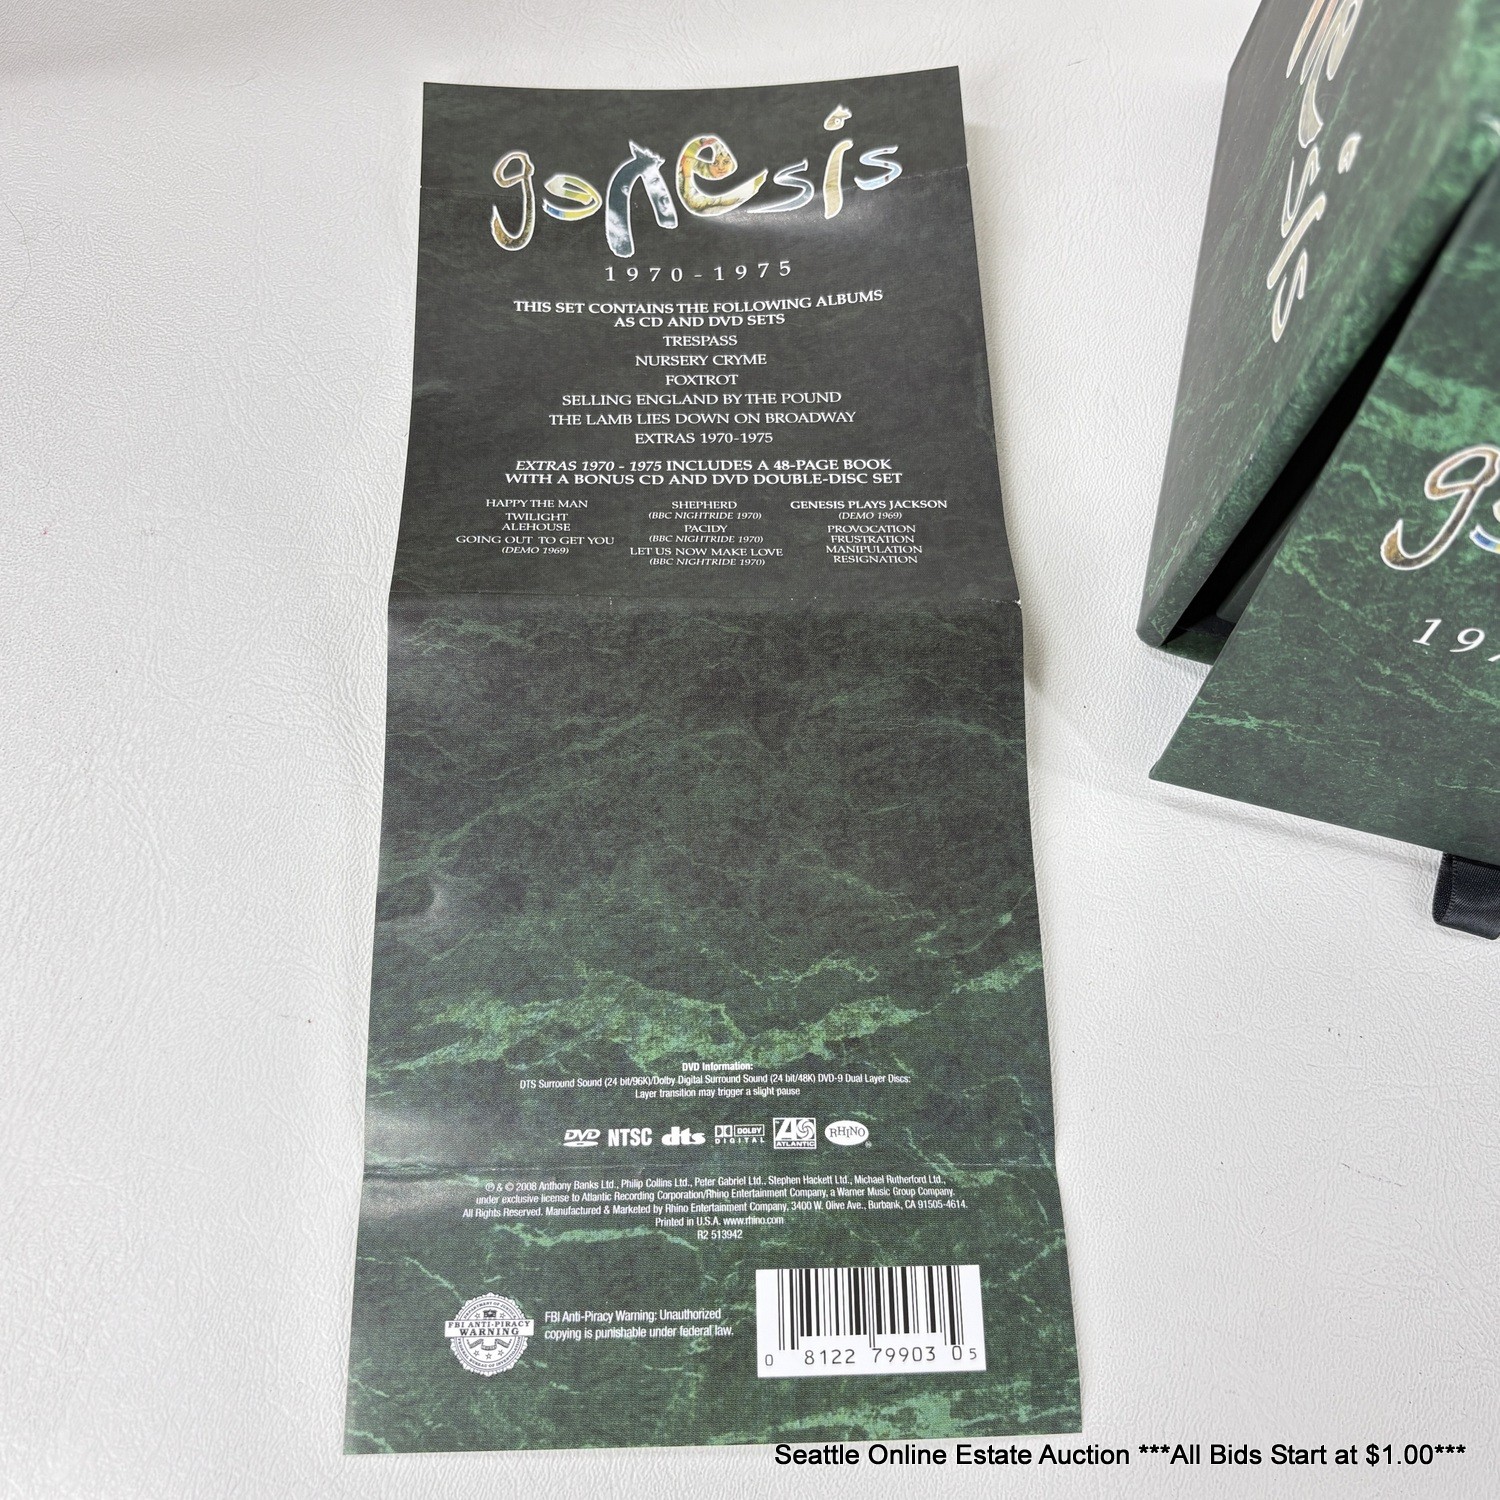 genesis
1970-1975
THIS SET CONTAINS THE FOLLOWING ALBUMS
AS CD AND DVD SETS
TRESPASS
NURSERY CRYME
FOXTROT
SELLING ENGLAND BY THE POUND
THE LAMB LIES DOWN ON BROADWAY
EXTRAS 1970-1975
EXTRAS 1970 - 1975 INCLUDES A 48-PAGE BOOK
WITH A BONUS CD AND DVD DOUBLE-DISC SET
HAPPY THE MAN
TWILIGHT
ALEHOUSE
GOING OUT TO GET YOU
(DEMO 1969)
SHEPHERD
(BBC NIGHTRIDE 1970)
PACIDY
(BBC NIGHTRIDE 1970)
LET US NOW MAKE LOVE
(BBC NIGHTRIDE 1970)
GENESIS PLAYS JACKSON
(DEMO 1969)
PROVOCATION
FRUSTRATION
MANIPULATION
RESIGNATION
DVD Information:
DTS Surround Sound (24 bit/96K)/Dolby Digital Surround Sound (24 bit/48K) DVD-9 Dual Layer Discs:
Layer transition may trigger a slight pause
DVD NTSC dts DOLBY DIGITAL ATLANTIC RHINO
℗ & © 2008 Anthony Banks Ltd., Philip Collins Ltd., Peter Gabriel Ltd., Stephen Hackett Ltd., Michael Rutherford Ltd.,
under exclusive license to Atlantic Recording Corporation/Rhino Entertainment Company, a Warner Music Group Company.
All Rights Reserved. Manufactured & Marketed by Rhino Entertainment Company, 3400 W. Olive Ave., Burbank, CA 91505-4614.
Printed in U.S.A. www.rhino.com
R2 513942
FBI ANTI-PIRACY
WARNING
FBI Anti-Piracy Warning: Unauthorized
copying is punishable under federal law.
0 8122 79903 0 5
g
197
Seattle Online Estate Auction ***All Bids Start at $1.00***